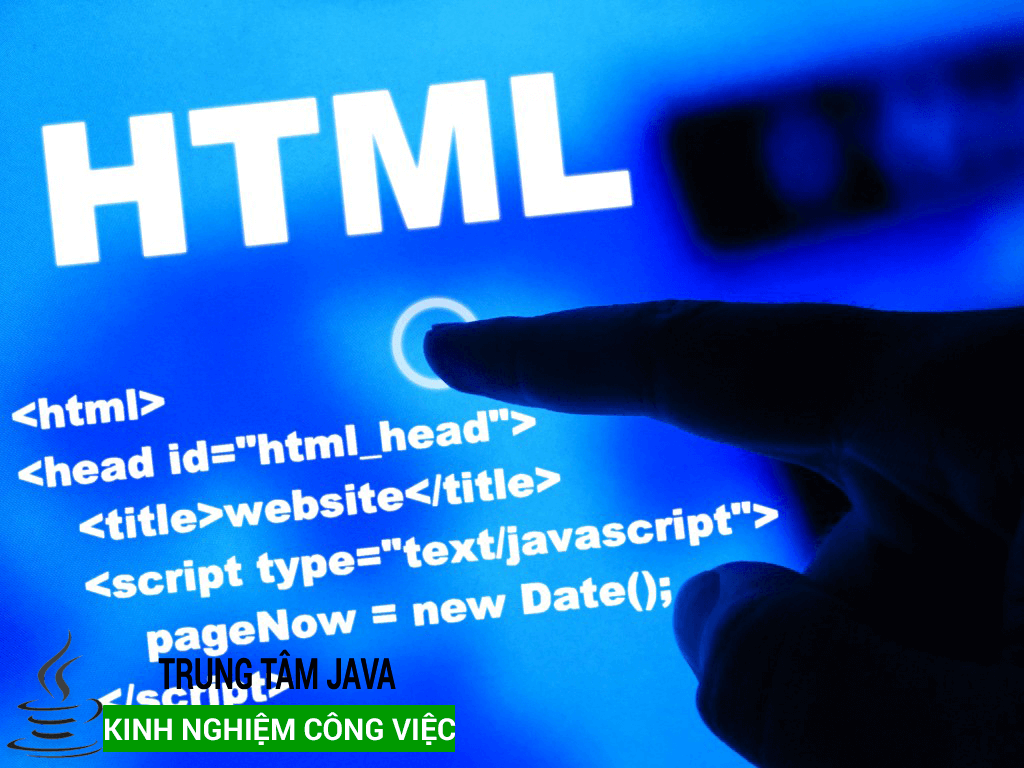 HTML
<html>
<head id="html_head">
<title>website</title>
<script type="text/javascript">
pageNow = new Date();
</script>
TRUNG TÂM JAVA
KINH NGHIỆM CÔNG VIỆC